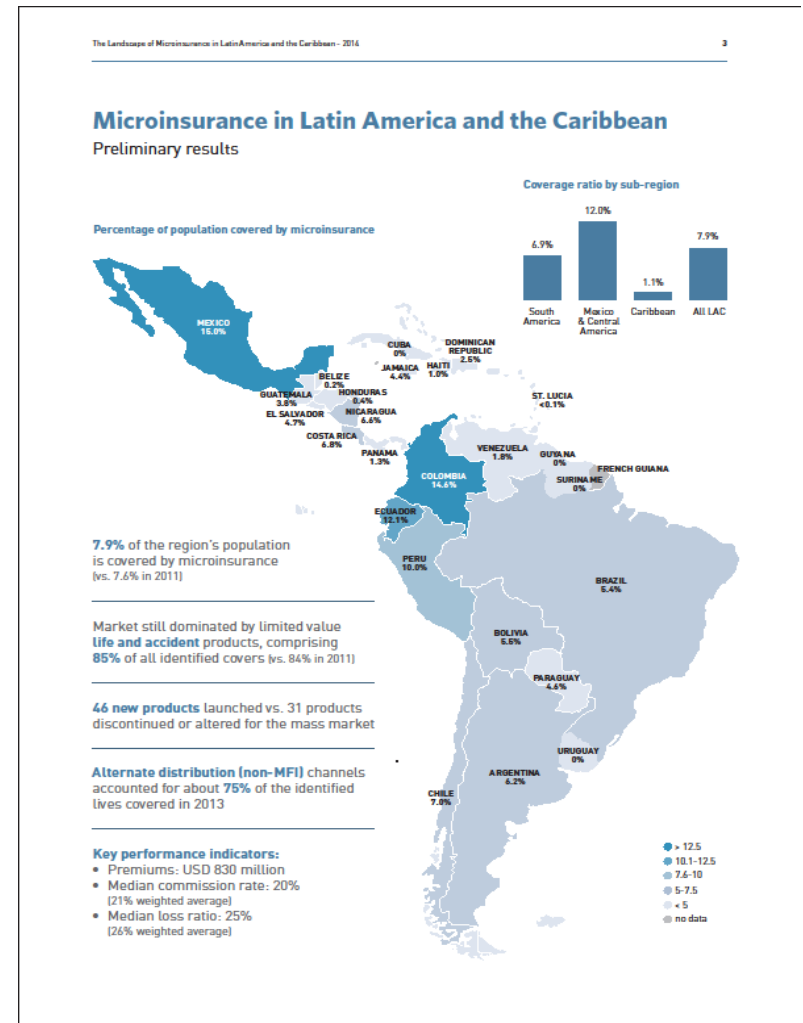 The Landscape of Microinsurance in Latin America and the Caribbean - 2014
3
Microinsurance in Latin America and the Caribbean
Preliminary results
Coverage ratio by sub-region
6.9%
12.0%
1.1%
7.9%
South
America
Mexico
& Central
America
Caribbean
All LAC
Percentage of population covered by microinsurance
MEXICO
15.0%
CUBA
0%
DOMINICAN
REPUBLIC
2.5%
JAMAICA
4.4%
HAITI
1.0%
BELIZE
0.2%
GUATEMALA
3.8%
HONDURAS
0.4%
EL SALVADOR
4.7%
NICARAGUA
6.6%
ST. LUCIA
<0.1%
COSTA RICA
6.8%
PANAMA
1.3%
VENEZUELA
1.8%
GUYANA
0%
FRENCH GUIANA
SURINAME
0%
COLOMBIA
14.6%
ECUADOR
12.1%
PERU
10.0%
BRAZIL
5.4%
BOLIVIA
5.5%
PARAGUAY
4.6%
URUGUAY
0%
ARGENTINA
6.2%
CHILE
7.0%
7.9% of the region's population
is covered by microinsurance
(vs. 7.6% in 2011)
Market still dominated by limited value
life and accident products, comprising
85% of all identified covers (vs. 84% in 2011)
46 new products launched vs. 31 products
discontinued or altered for the mass market
Alternate distribution (non-MFI) channels
accounted for about 75% of the identified
lives covered in 2013
Key performance indicators:
• Premiums: USD 830 million
• Median commission rate: 20%
(21% weighted average)
• Median loss ratio: 25%
(26% weighted average)
> 12.5
10.1-12.5
7.6-10
5-7.5
< 5
no data